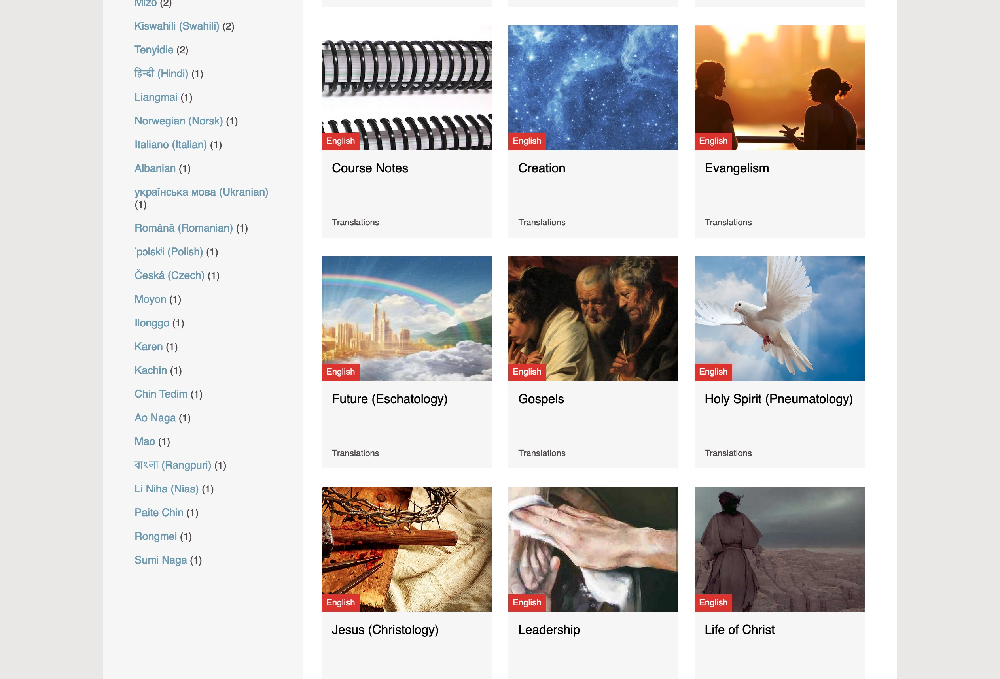 Mizo (2)
Kiswahili (Swahili) (2)
Tenyidie (2)
हिन्दी (Hindi) (1)
Liangmai (1)
Norwegian (Norsk) (1)
Italiano (Italian) (1)
Albanian (1)
українська мова (Ukranian)
(1)
Română (Romanian) (1)
ˈpɔlskʲi (Polish) (1)
Česká (Czech) (1)
Moyon (1)
Ilonggo (1)
Karen (1)
Kachin (1)
Chin Tedim (1)
Ao Naga (1)
Mao (1)
বাংলা (Rangpuri) (1)
Li Niha (Nias) (1)
Paite Chin (1)
Rongmei (1)
Sumi Naga (1)
English
Course Notes
Translations
English
Creation
Translations
English
Evangelism
Translations
English
Future (Eschatology)
Translations
English
Gospels
Translations
English
Holy Spirit (Pneumatology)
Translations
English
Jesus (Christology)
English
Leadership
English
Life of Christ